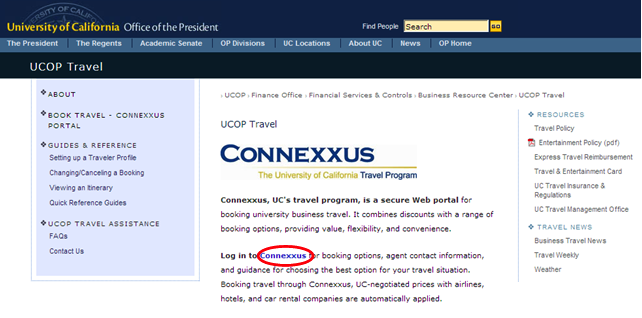 University of California Office of the President
Find People Search GO
The President The Regents Academic Senate OP Divisions UC Locations About UC News OP Home
UCOP Travel
ABOUT
BOOK TRAVEL - CONNEXXUS
PORTAL
GUIDES & REFERENCE
Setting up a Traveler Profile
Changing/Canceling a Booking
Viewing an Itinerary
Quick Reference Guides
UCOP TRAVEL ASSISTANCE
FAQs
Contact Us
› UCOP › Finance Office › Financial Services & Controls › Business Resource Center › UCOP Travel
UCOP Travel
CONNEXXUS
The University of California Travel Program
Connexxus, UC's travel program, is a secure Web portal for
booking university business travel. It combines discounts with a range of
booking options, providing value, flexibility, and convenience.
Log in to Connexxus for booking options, agent contact information,
and guidance for choosing the best option for your travel situation.
Booking travel through Connexxus, UC-negotiated prices with airlines,
hotels, and car rental companies are automatically applied.
RESOURCES
Travel Policy
Entertainment Policy (pdf)
Express Travel Reimbursement
Travel & Entertainment Card
UC Travel Insurance &
Regulations
UC Travel Management Office
TRAVEL NEWS
Business Travel News
Travel Weekly
Weather